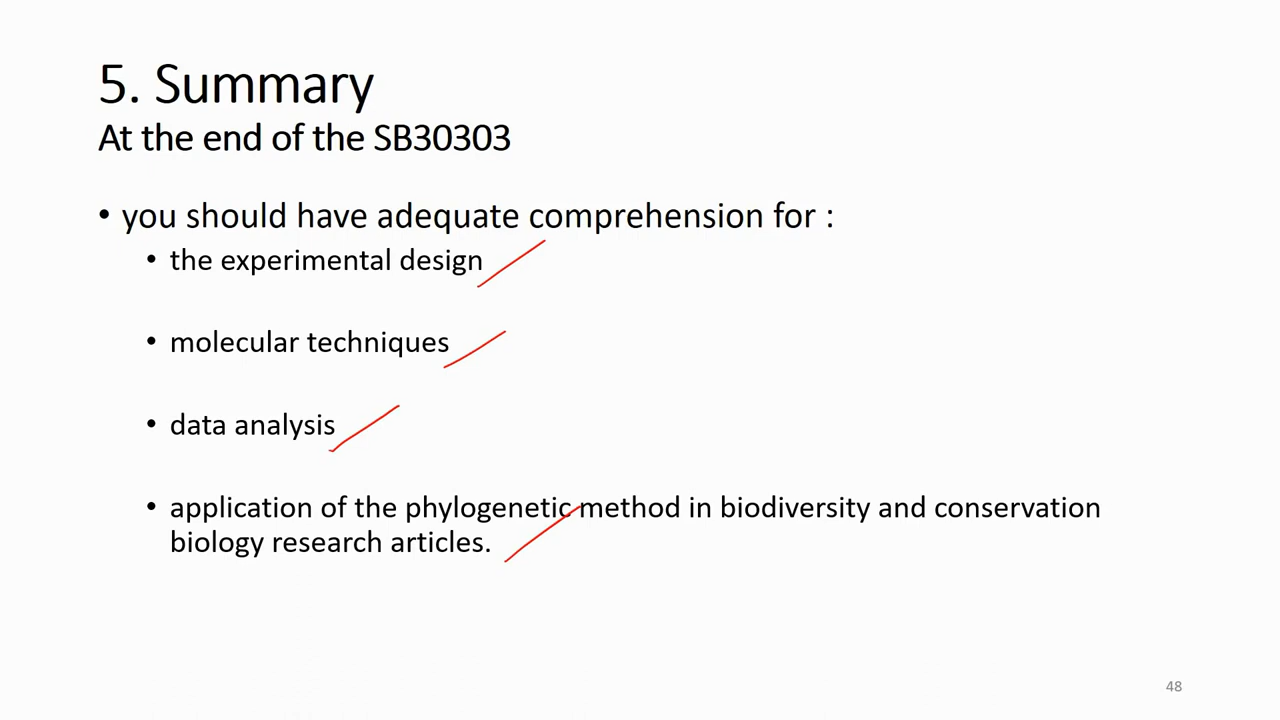 5. Summary
At the end of the SB30303
• you should have adequate comprehension for :
• the experimental design
• molecular techniques
• data analysis
• application of the phylogenetic method in biodiversity and conservation
biology research articles.
48